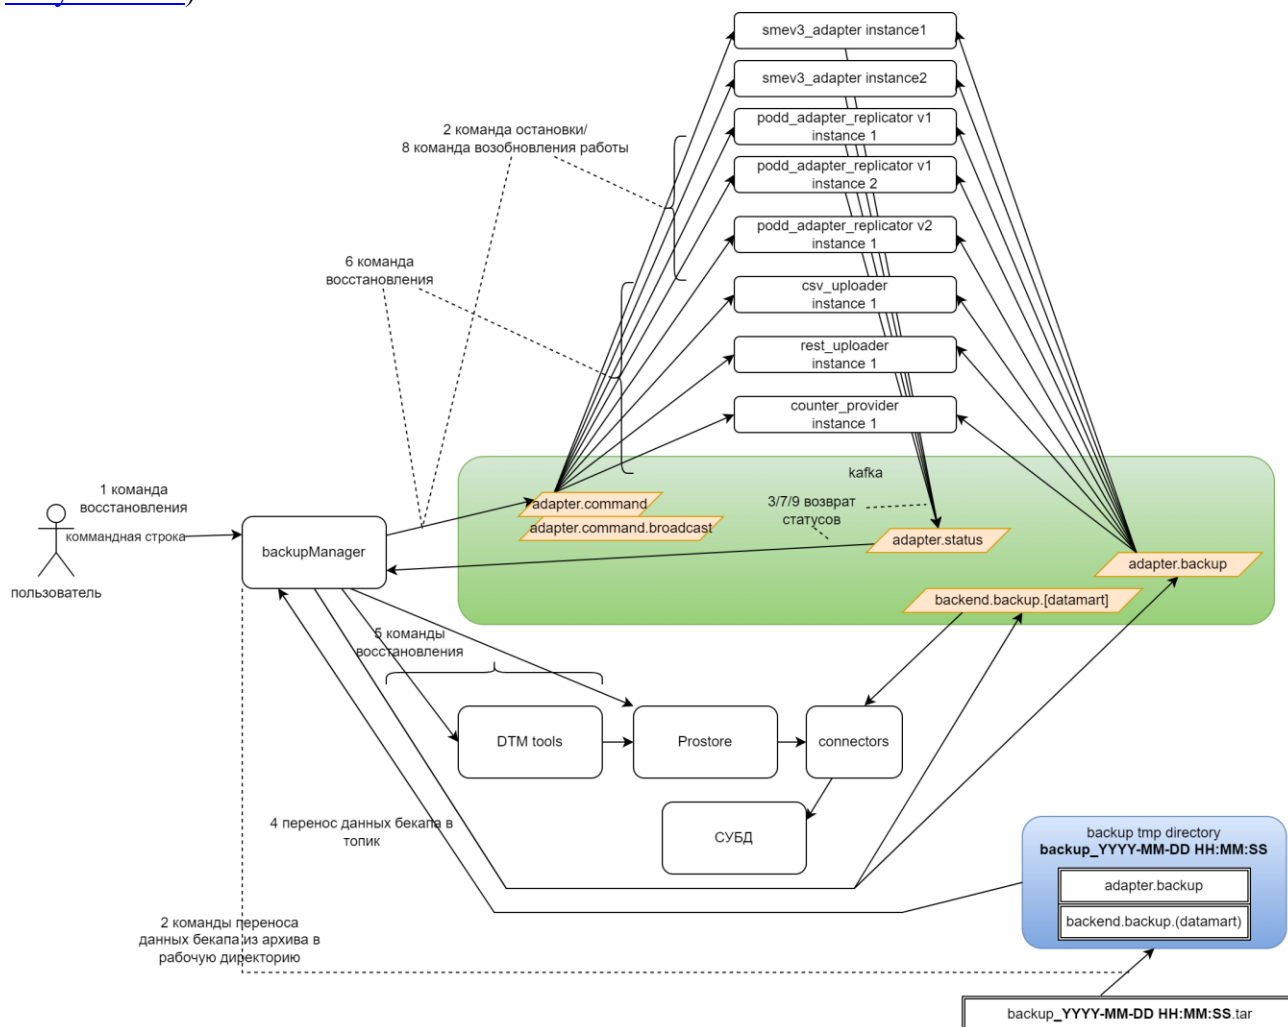 smev3_adapter instance1
smev3_adapter instance2
podd_adapter_replicator v1
instance 1
2 команда остановки/
8 команда возобновления работы
podd_adapter_replicator v1
instance 2
podd_adapter_replicator v2
instance 1
6 команда
восстановления
csv_uploader
instance 1
rest_uploader
instance 1
counter_provider
instance 1
kafka
1 команда
восстановления
коммандная строка
пользователь
backupManager
adapter.command
adapter.command.broadcast
3/7/9 возврат
статусов
adapter.status
adapter.backup
backend.backup.[datamart]
5 команды
восстановления
DTM tools
Prostore
connectors
СУБД
4 перенос данных бекапа в
топик
backup tmp directory
backup_YYYY-MM-DD HH:MM:SS
adapter.backup
backend.backup.(datamart)
2 команды переноса
данных бекапа из архива в
рабочую директорию
backup_YYYY-MM-DD HH:MM:SS.tar